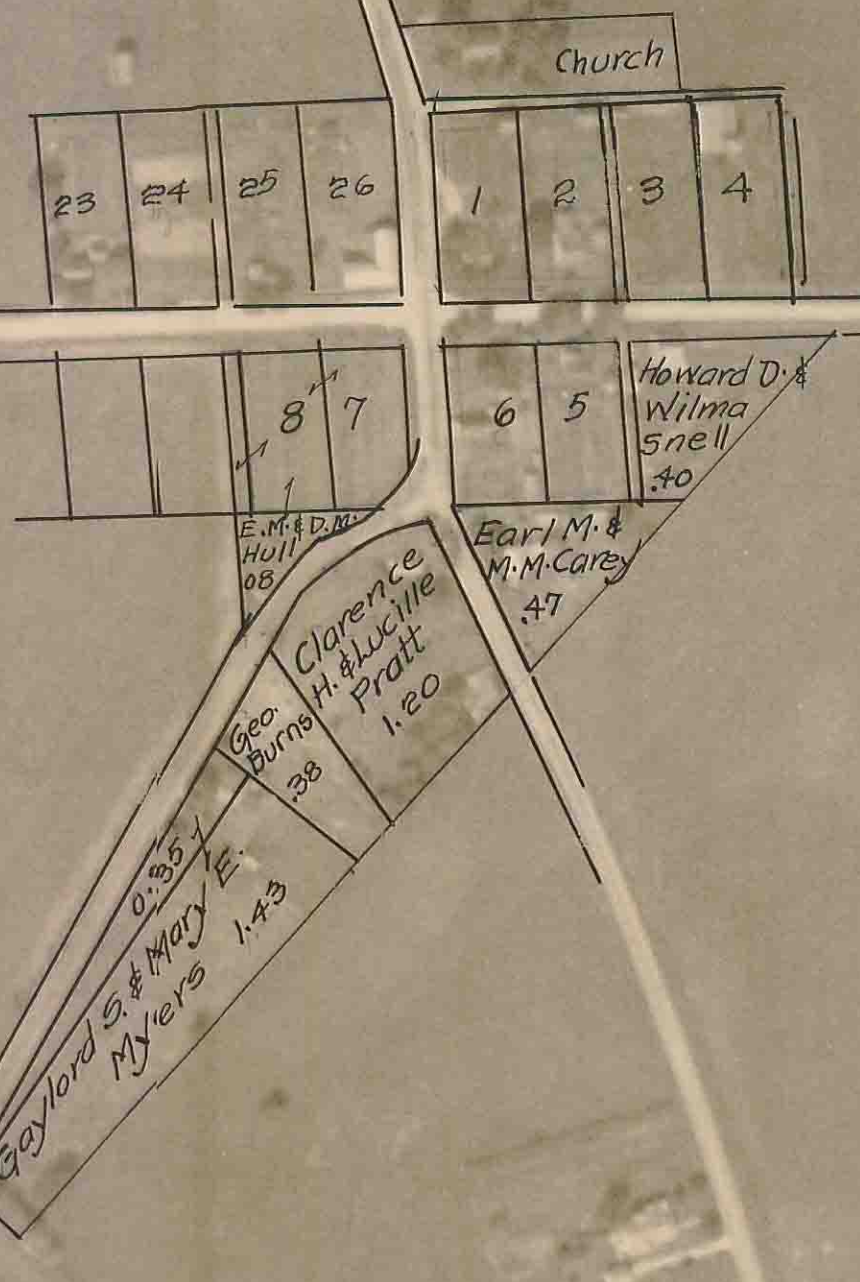 Church
23
24
25
26
1
2
3
4
8
7
6
5
Howard D. &
Wilma
Snell
.40
E.M. & D.M.
Hull
08
Earl M. &
M.M. Carey
.47
Clarence
H. & Lucille
Pratt
1.20
Geo.
Burns
.38
0.35
Gaylord S. & Mary E.
Myers
1.43